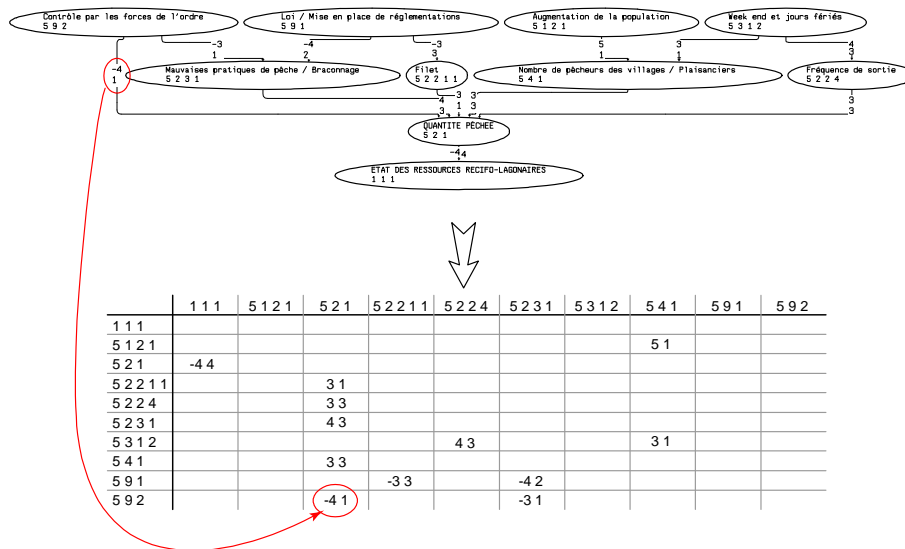 Contrôle par les forces de l'ordre
5 9 2
Loi / Mise en place de réglementations
5 9 1
Augmentation de la population
5 1 2 1
Week end et jours fériés
5 3 1 2
-3
1
-4
2
-3
3
5
1
3
1
4
3
-4
1
Mauvaises pratiques de pêche / Braconnage
5 2 3 1
Filet
5 2 2 1 1
Nombre de pêcheurs des villages / Plaisanciers
5 4 1
Fréquence de sortie
5 2 2 4
3
4
3
1
3
3
3
3
3
QUANTITE PÊCHEE
5 2 1
-4
4
ETAT DES RESSOURCES RECIFO-LAGONAIRES
1 1 1
1 1 1 5 1 2 1 5 2 1 5 2 2 1 1 5 2 2 4 5 2 3 1 5 3 1 2 5 4 1 5 9 1 5 9 2
1 1 1
5 1 2 1 5 1
5 2 1 -4 4
5 2 2 1 1 3 1
5 2 2 4 3 3
5 2 3 1 4 3
5 3 1 2 4 3 3 1
5 4 1 3 3
5 9 1 -3 3 -4 2
5 9 2 -4 1 -3 1